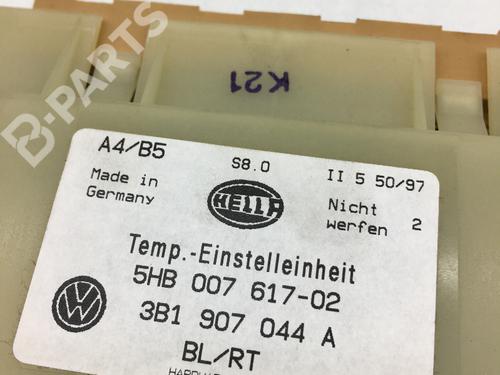 B-PARTS
K21
A4/B5 S8.0 II 5 50/97
Made in Germany HELLA Nicht werfen 2
Temp.-Einstelleinheit
5HB 007 617-02
3B1 907 044 A
BL/RT